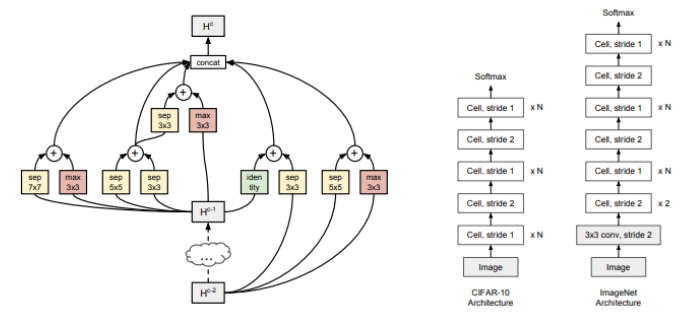 H^c
concat
sep
3x3
max
3x3
sep
7x7
max
3x3
sep
5x5
sep
3x3
iden
tity
sep
3x3
sep
5x5
max
3x3
H^c-1
...
H^c-2
Softmax
Cell, stride 1 x N
Cell, stride 2
Cell, stride 1 x N
Cell, stride 2
Cell, stride 1 x N
Image
CIFAR-10
Architecture
Softmax
Cell, stride 1 x N
Cell, stride 2
Cell, stride 1 x N
Cell, stride 2
Cell, stride 1 x N
Cell, stride 2 x 2
3x3 conv, stride 2
Image
ImageNet
Architecture